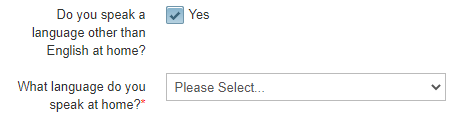 Do you speak a
language other than
English at home?
Yes
What language do you
speak at home?*
Please Select...